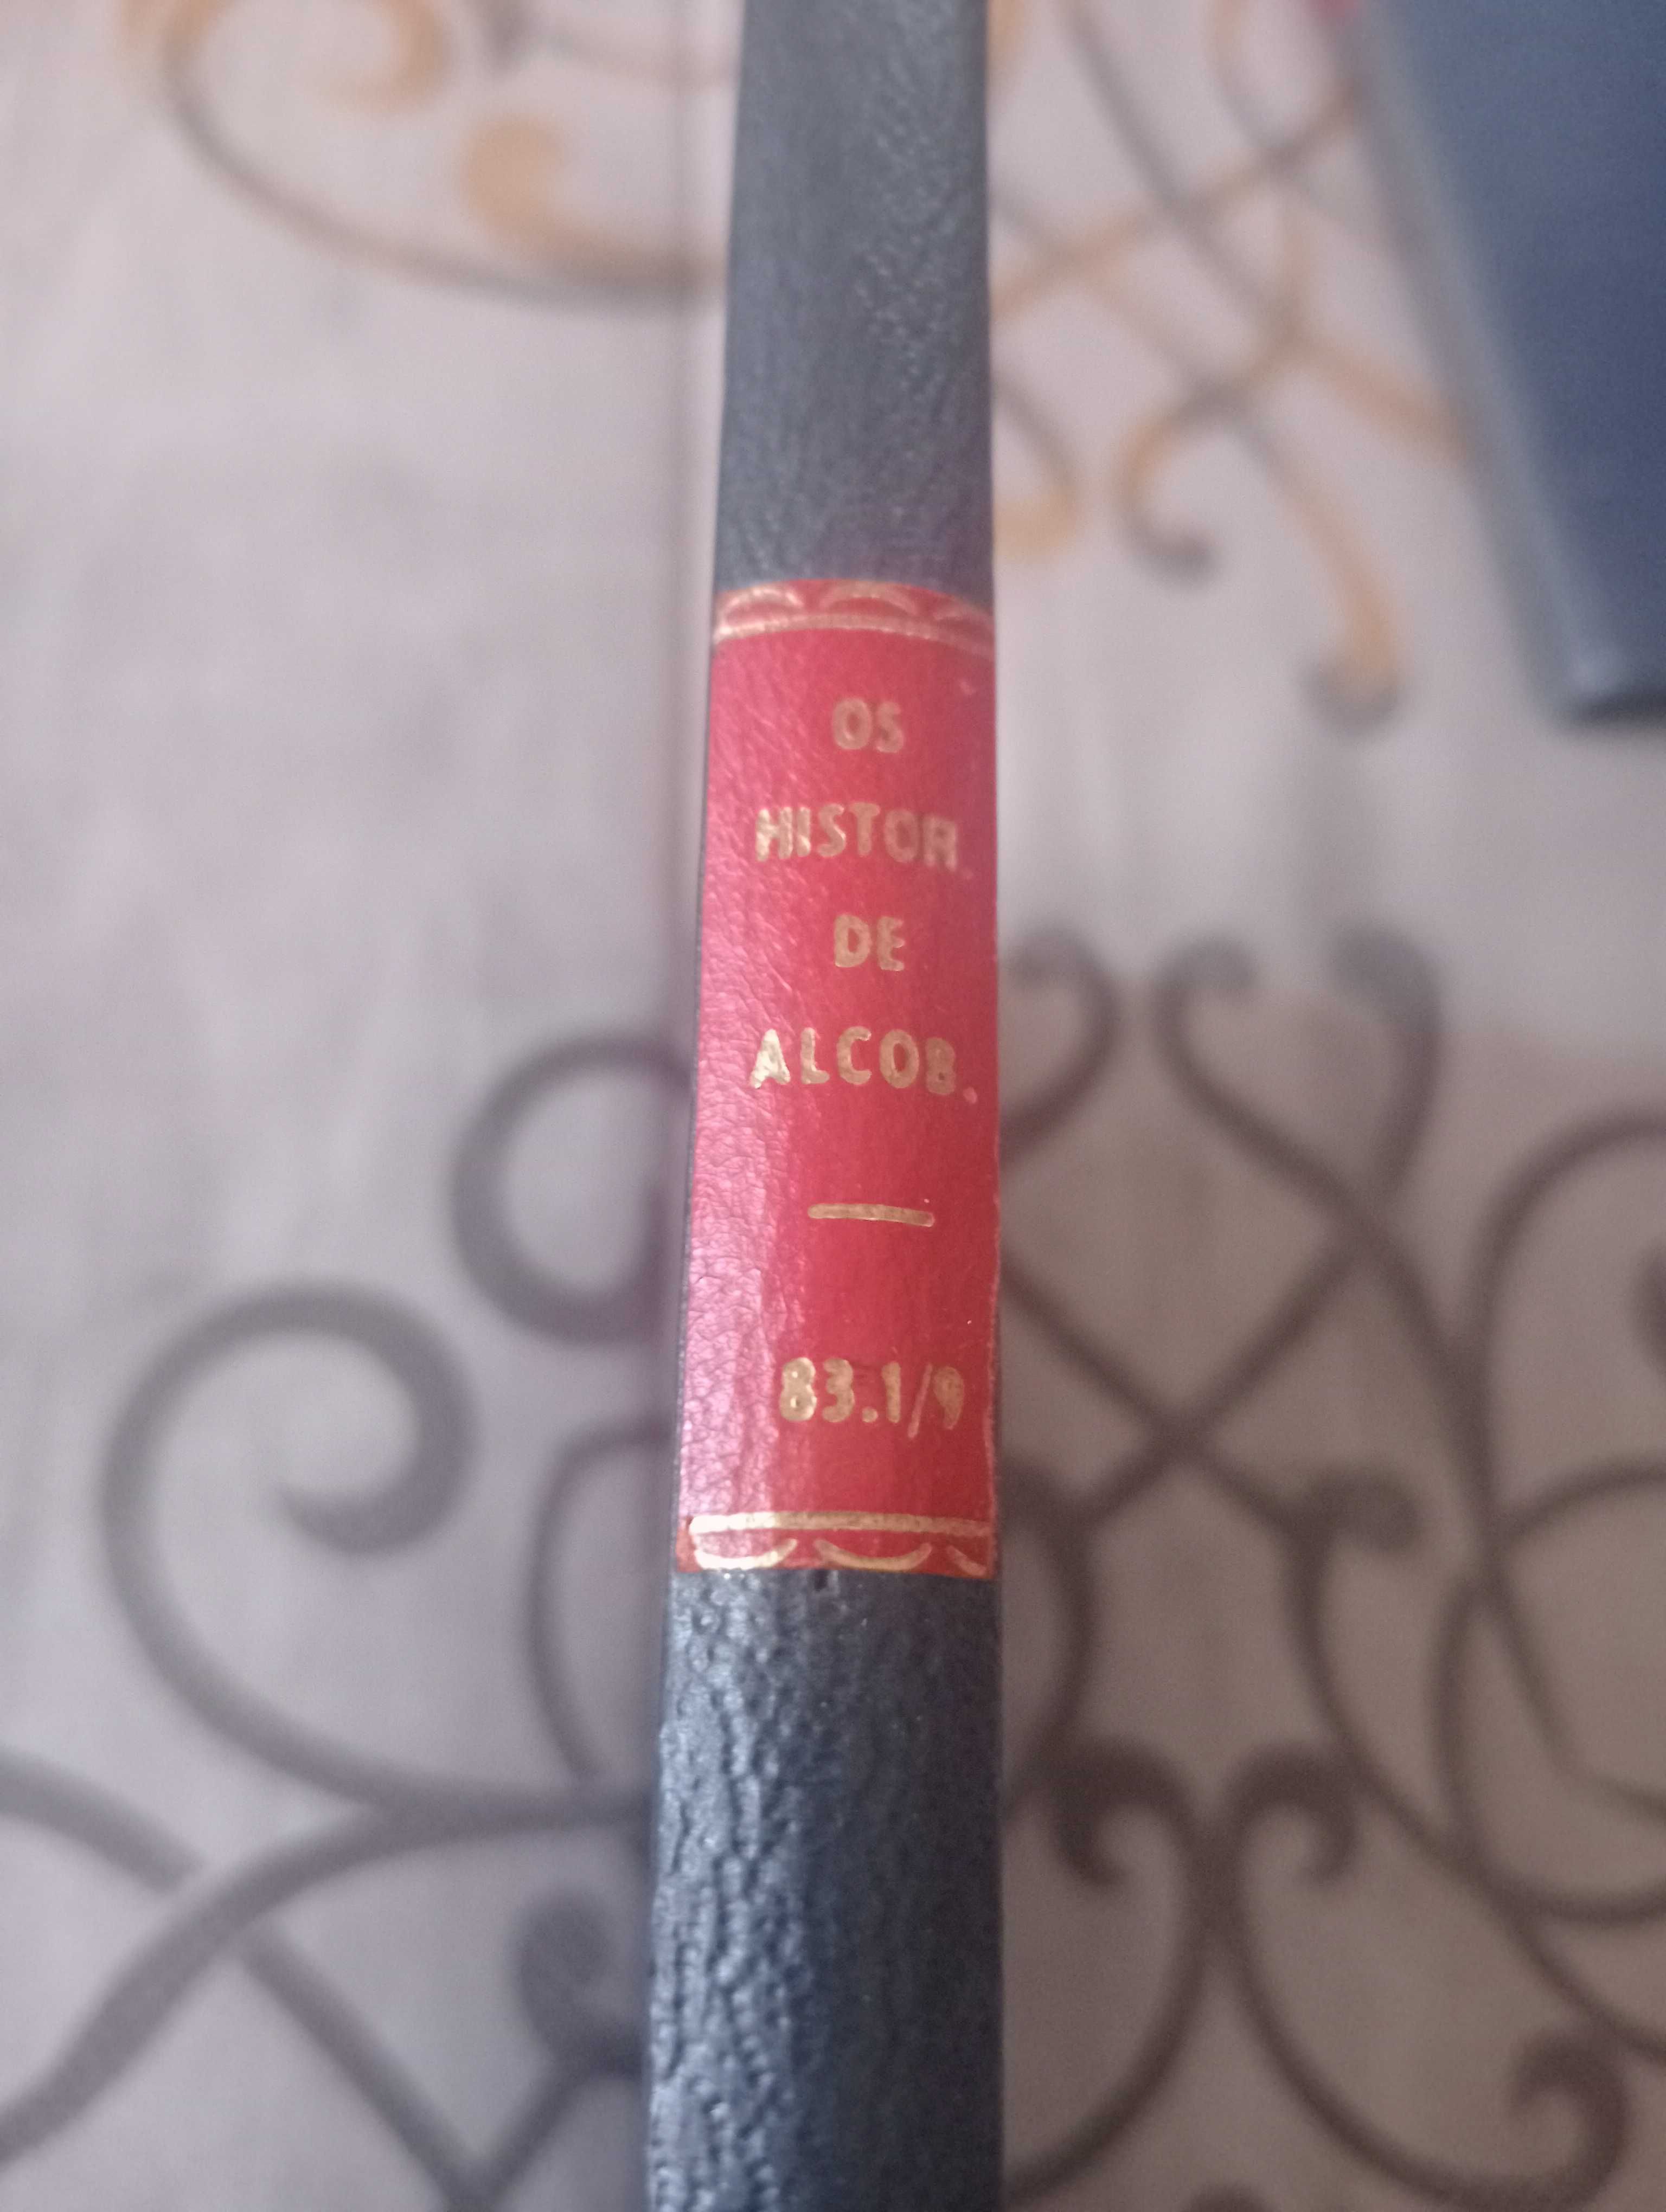 OS
HISTOR.
DE
ALCOB.
83.1/9